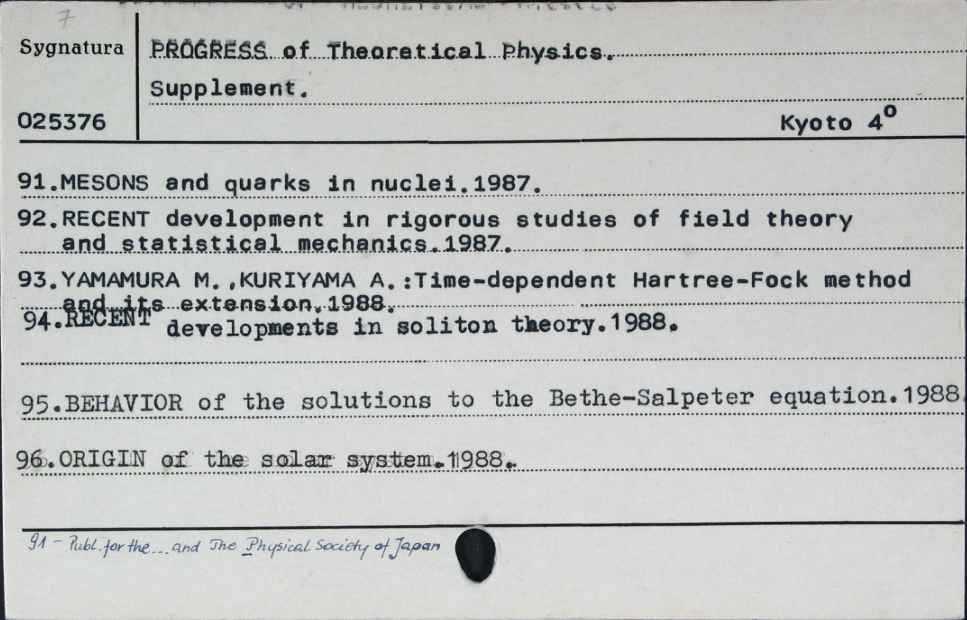 7
Sygnatura PROGRESS of Theoretical Physics.
Supplement.
025376 Kyoto 4°
91.MESONS and quarks in nuclei.1987.
92.RECENT development in rigorous studies of field theory
and statistical mechanics.1987.
93.YAMAMURA M.,KURIYAMA A.:Time-dependent Hartree-Fock method
and its extension.1988.
94.RECENT developments in soliton theory.1988.
95.BEHAVIOR of the solutions to the Bethe-Salpeter equation.1988.
96.ORIGIN of the solar system.1988.
91 - Publ. for the ... and The Physical Society of Japan